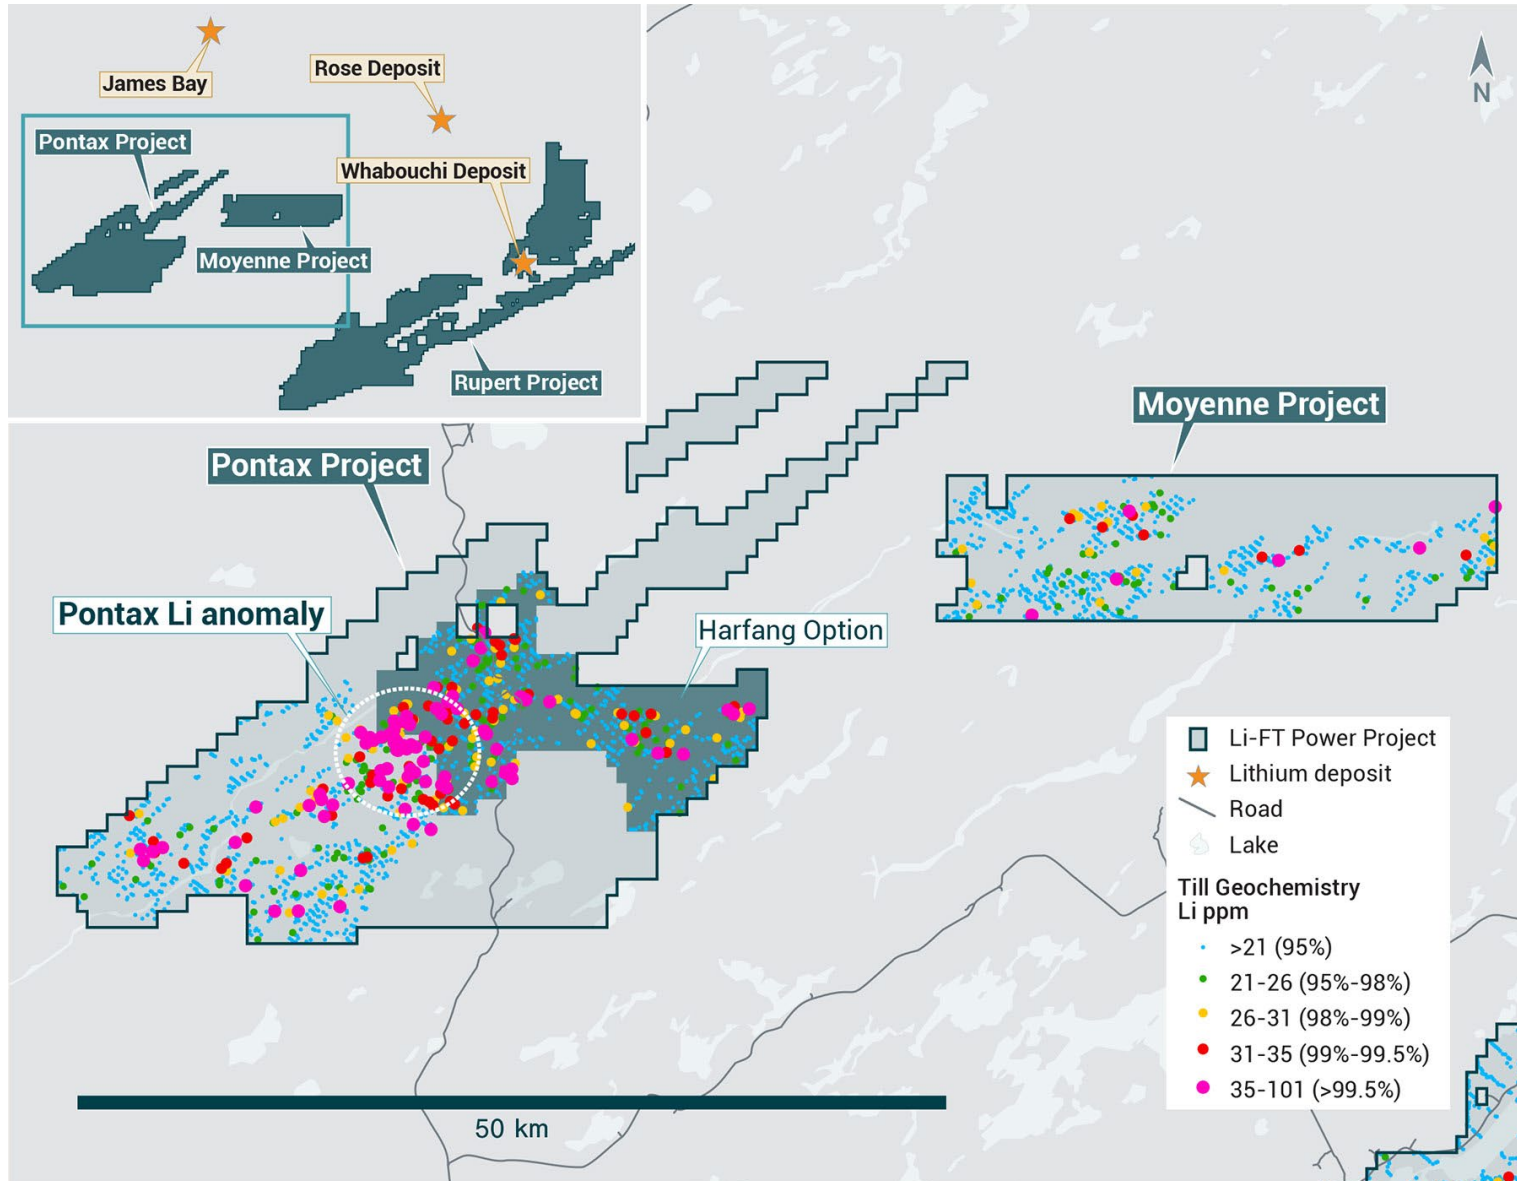 James Bay
Rose Deposit
Pontax Project
Whabouchi Deposit
Moyenne Project
Rupert Project
N
Moyenne Project
Pontax Project
Pontax Li anomaly
Harfang Option
Li-FT Power Project
Lithium deposit
Road
Lake
Till Geochemistry
Li ppm
>21 (95%)
21-26 (95%-98%)
26-31 (98%-99%)
31-35 (99%-99.5%)
35-101 (>99.5%)
50 km